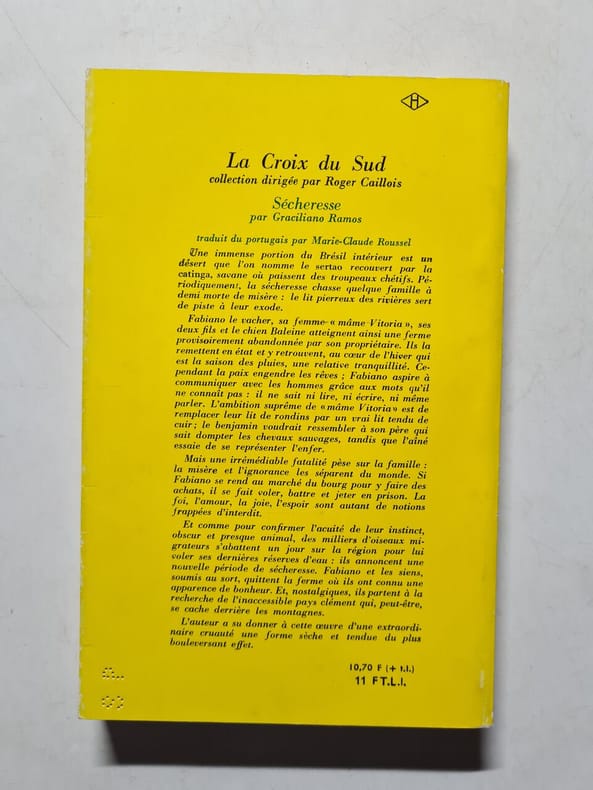 La Croix du Sud
collection dirigée par Roger Caillois
Sécheresse
par Graciliano Ramos
traduit du portugais par Marie-Claude Roussel
Une immense portion du Brésil intérieur est un
désert que l'on nomme le sertao recouvert par la
catinga, savane où paissent des troupeaux chétifs. Pé-
riodiquement, la sécheresse chasse quelque famille à
demi morte de misère : le lit pierreux des rivières sert
de piste à leur exode.
Fabiano le vacher, sa femme « mâme Vitoria », ses
deux fils et le chien Baleine atteignent ainsi une ferme
provisoirement abandonnée par son propriétaire. Ils la
remettent en état et y retrouvent, au cœur de l'hiver qui
est la saison des pluies, une relative tranquillité. Ce-
pendant la paix engendre les rêves ; Fabiano aspire à
communiquer avec les hommes grâce aux mots qu'il
ne connaît pas : il ne sait ni lire, ni écrire, ni même
parler. L'ambition suprême de « mâme Vitoria » est de
remplacer leur lit de rondins par un vrai lit tendu de
cuir ; le benjamin voudrait ressembler à son père qui
sait dompter les chevaux sauvages, tandis que l'aîné
essaie de se représenter l'enfer.
Mais une irrémédiable fatalité pèse sur la famille :
la misère et l'ignorance les séparent du monde. Si
Fabiano se rend au marché du bourg pour y faire des
achats, il se fait voler, battre et jeter en prison. La
foi, l'amour, la joie, l'espoir sont autant de notions
frappées d'interdit.
Et comme pour confirmer l'acuité de leur instinct,
obscur et presque animal, des milliers d'oiseaux mi-
grateurs s'abattent un jour sur la région pour lui
voler ses dernières réserves d'eau : ils annoncent une
nouvelle période de sécheresse. Fabiano et les siens,
soumis au sort, quittent la ferme où ils ont connu une
apparence de bonheur. Et, nostalgiques, ils partent à la
recherche de l'inaccessible pays clément qui, peut-être,
se cache derrière les montagnes.
L'auteur a su donner à cette œuvre d'une extraordi-
naire cruauté une forme sèche et tendue du plus
bouleversant effet.
10,70 F (+ t.l.)
11 F T.L.I.